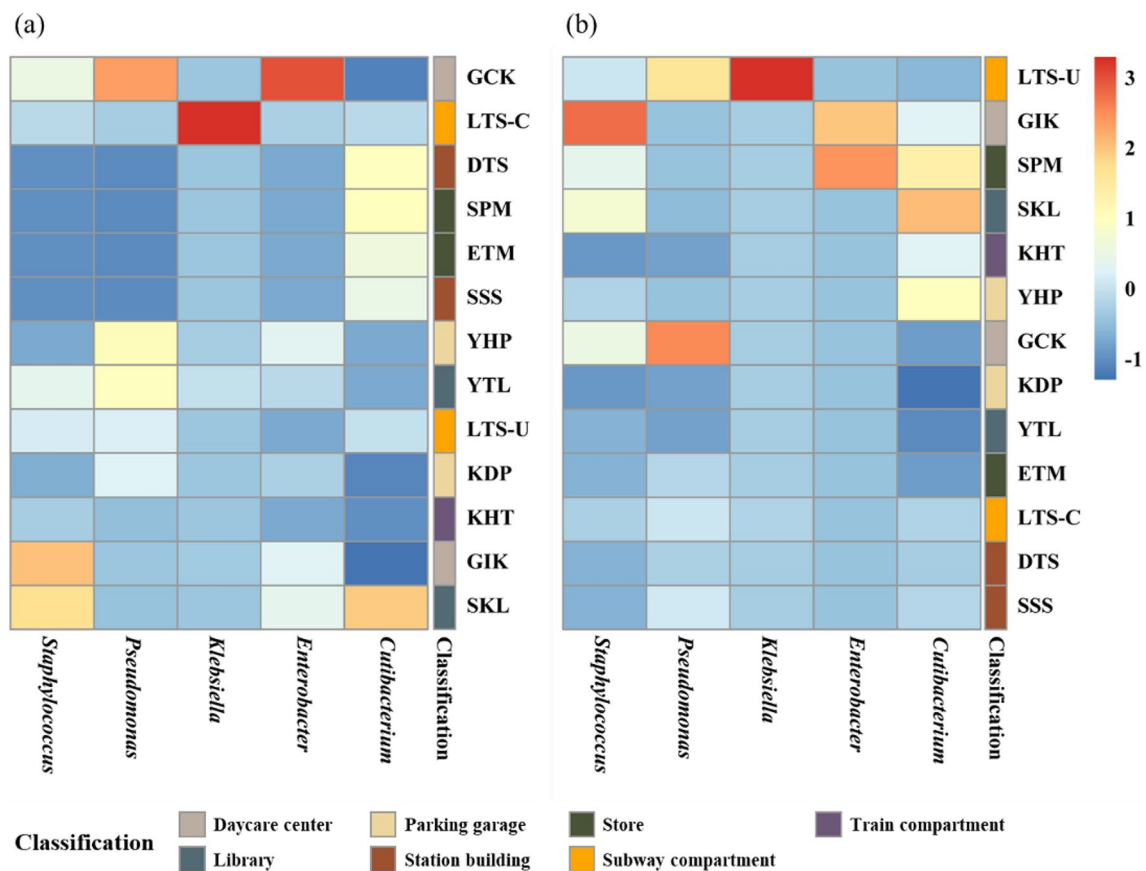 (a)
GCK
LTS-C
DTS
SPM
ETM
SSS
YHP
YTL
LTS-U
KDP
KHT
GIK
SKL
Staphylococcus
Pseudomonas
Klebsiella
Enterobacter
Cutibacterium
Classification
(b)
LTS-U
GIK
SPM
SKL
KHT
YHP
GCK
KDP
YTL
ETM
LTS-C
DTS
SSS
Staphylococcus
Pseudomonas
Klebsiella
Enterobacter
Cutibacterium
Classification
3
2
1
0
-1
Classification
Daycare center
Parking garage
Store
Train compartment
Library
Station building
Subway compartment